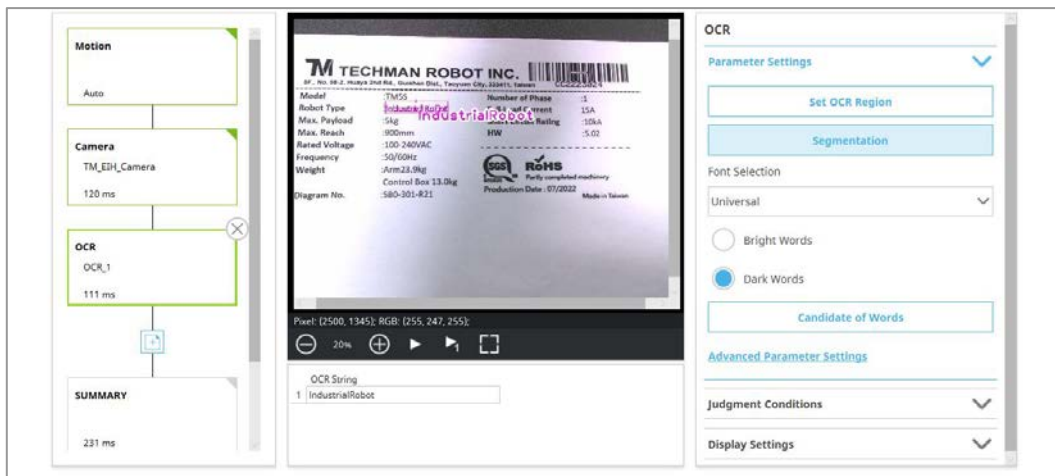 Motion
Auto
Camera
TM_EIH_Camera
120 ms
OCR
OCR_1
111 ms
SUMMARY
231 ms
TM TECHMAN ROBOT INC.
Model :TM5S
Robot Type
Max. Payload :5kg
Max. Reach :900mm
Rated Voltage :100-240VAC
Frequency :50/60Hz
Weight :Arm23.9kg
Control Box 13.0kg
Diagram No. :580-301-R21
IndustrialRobot
Number of Phase :1
Current 15A
Rating :10kA
HW :5.02
SGS RoHS
Partly completed machinery
Production Date : 07/2022
Made in Taiwan
Pixel: (2500, 1345); RGB: (255, 247, 255);
20%
OCR String
1 IndustrialRobot
OCR
Parameter Settings
Set OCR Region
Segmentation
Font Selection
Universal
Bright Words
Dark Words
Candidate of Words
Advanced Parameter Settings
Judgment Conditions
Display Settings